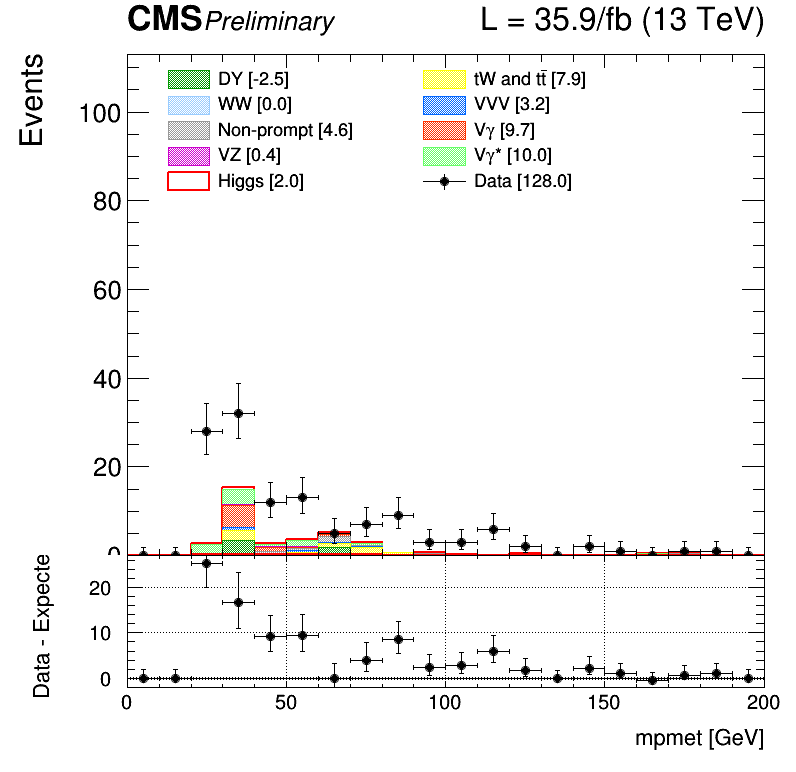 CMS Preliminary L = 35.9/fb (13 TeV)
Events
DY [-2.5] tW and tt̄ [7.9]
WW [0.0] VVV [3.2]
Non-prompt [4.6] Vγ [9.7]
VZ [0.4] Vγ* [10.0]
Higgs [2.0] Data [128.0]
100
80
60
40
20
0
Data - Expecte
20
10
0
0 50 100 150 200
mpmet [GeV]